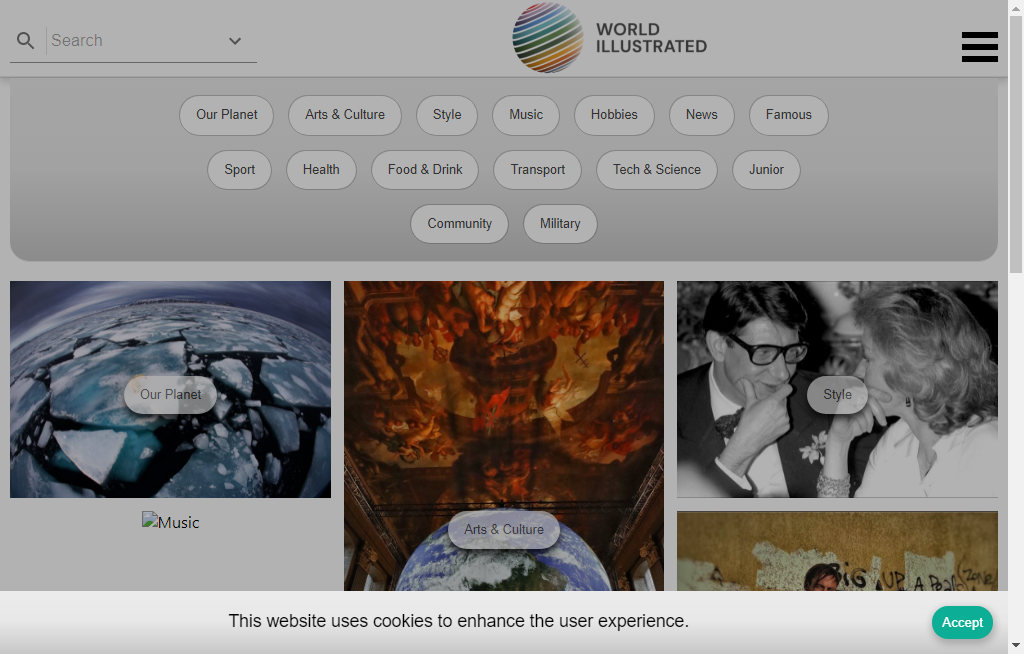 Search
WORLD
ILLUSTRATED
Our Planet
Arts & Culture
Style
Music
Hobbies
News
Famous
Sport
Health
Food & Drink
Transport
Tech & Science
Junior
Community
Military
Our Planet
Arts & Culture
Style
Music
BIG UP A
This website uses cookies to enhance the user experience.
Accept